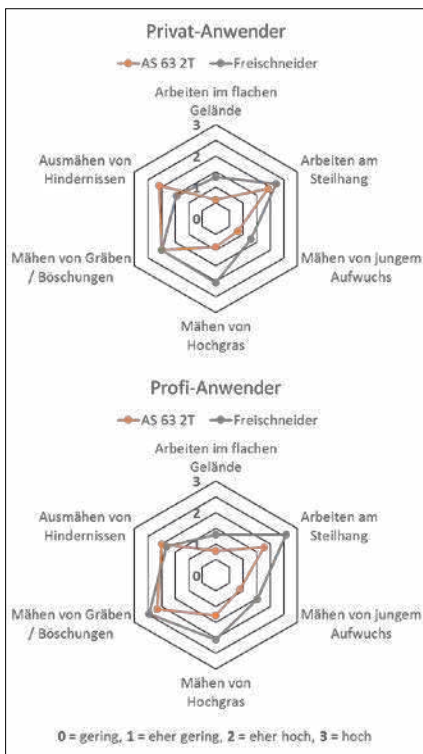 Privat-Anwender
AS 63 2T Freischneider
Arbeiten im flachen
Gelände
3
2
1
0
Ausmähen von
Hindernissen
Arbeiten am
Steilhang
Mähen von Gräben
/ Böschungen
Mähen von jungem
Aufwuchs
Mähen von
Hochgras
Profi-Anwender
AS 63 2T Freischneider
Arbeiten im flachen
Gelände
3
2
1
0
Ausmähen von
Hindernissen
Arbeiten am
Steilhang
Mähen von Gräben
/ Böschungen
Mähen von jungem
Aufwuchs
Mähen von
Hochgras
0 = gering, 1 = eher gering, 2 = eher hoch, 3 = hoch